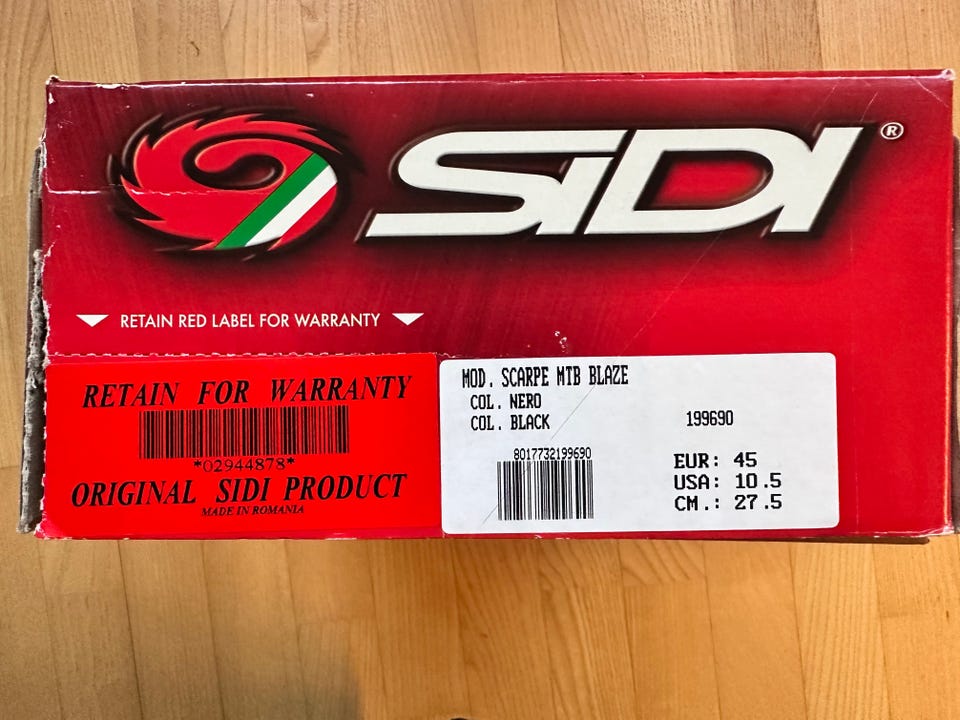 SIDI®
RETAIN RED LABEL FOR WARRANTY
RETAIN FOR WARRANTY
*02944878*
ORIGINAL SIDI PRODUCT
MADE IN ROMANIA
MOD. SCARPE MTB BLAZE
COL. NERO
COL. BLACK
199690
8017732199690
EUR: 45
USA: 10.5
CM.: 27.5